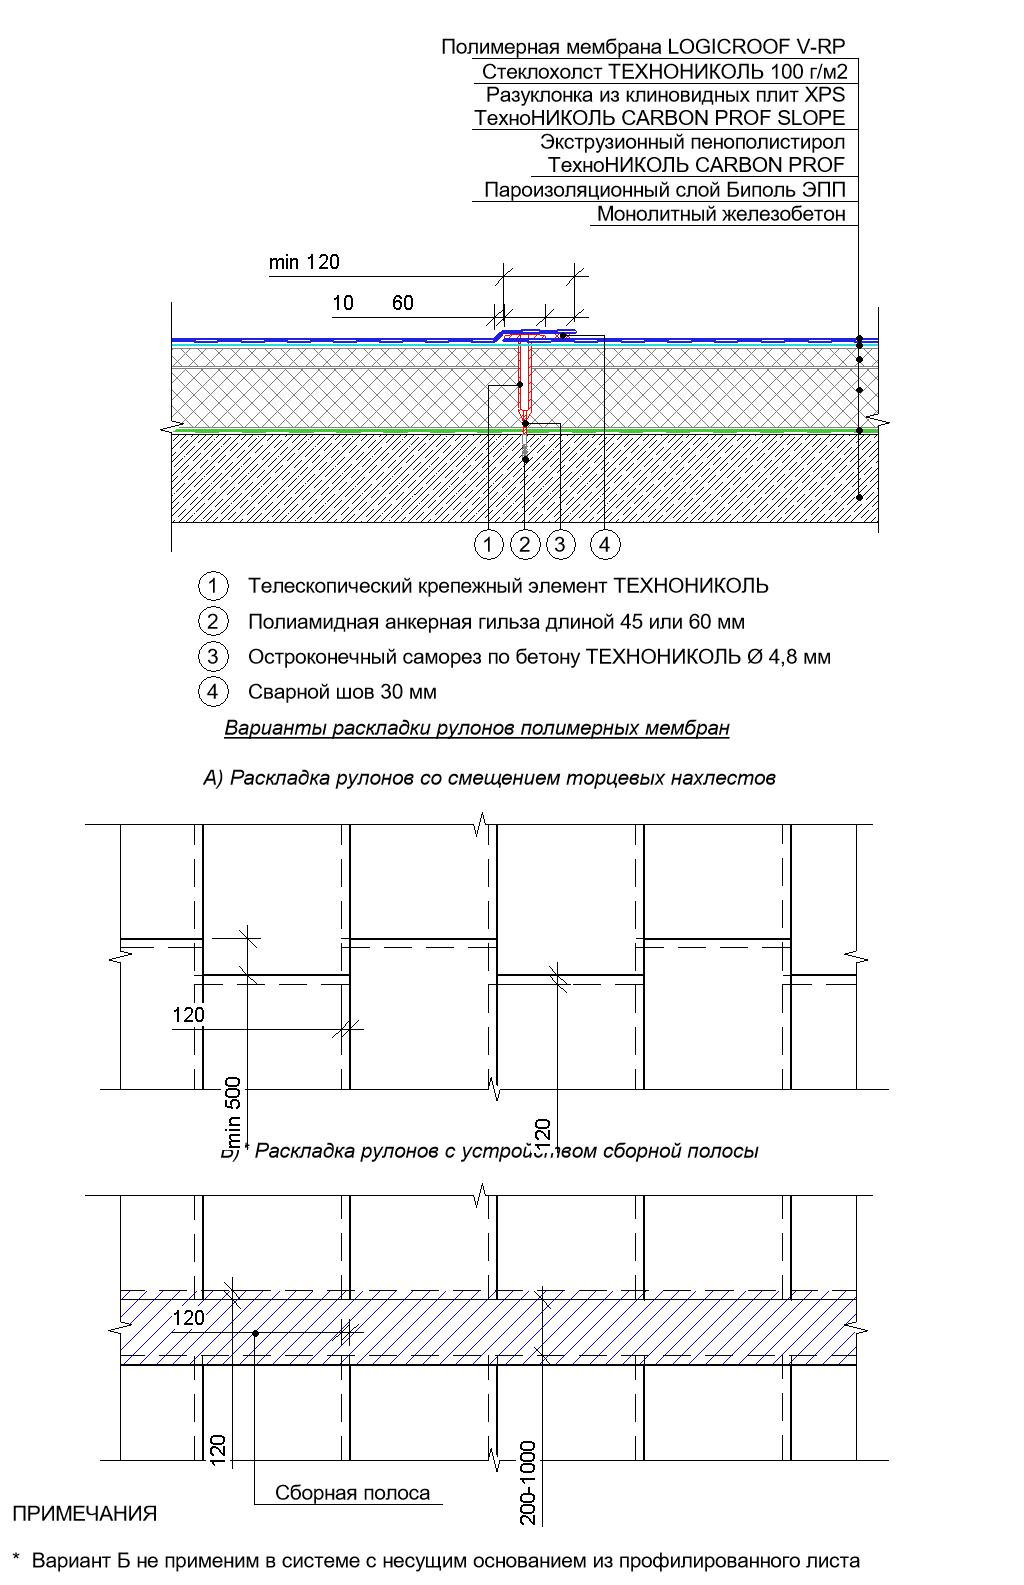 Полимерная мембрана LOGICROOF V-RP
Стеклохолст ТЕХНОНИКОЛЬ 100 г/м2
Разуклонка из клиновидных плит XPS
ТехноНИКОЛЬ CARBON PROF SLOPE
Экструзионный пенополистирол
ТехноНИКОЛЬ CARBON PROF
Пароизоляционный слой Биполь ЭПП
Монолитный железобетон
min 120
10 60
1 2 3 4
1 Телескопический крепежный элемент ТЕХНОНИКОЛЬ
2 Полиамидная анкерная гильза длиной 45 или 60 мм
3 Остроконечный саморез по бетону ТЕХНОНИКОЛЬ Ø 4,8 мм
4 Сварной шов 30 мм
Варианты раскладки рулонов полимерных мембран
А) Раскладка рулонов со смещением торцевых нахлестов
120
min 500
120
Б)* Раскладка рулонов с устройством сборной полосы
120
120
200-1000
Сборная полоса
ПРИМЕЧАНИЯ
* Вариант Б не применим в системе с несущим основанием из профилированного листа